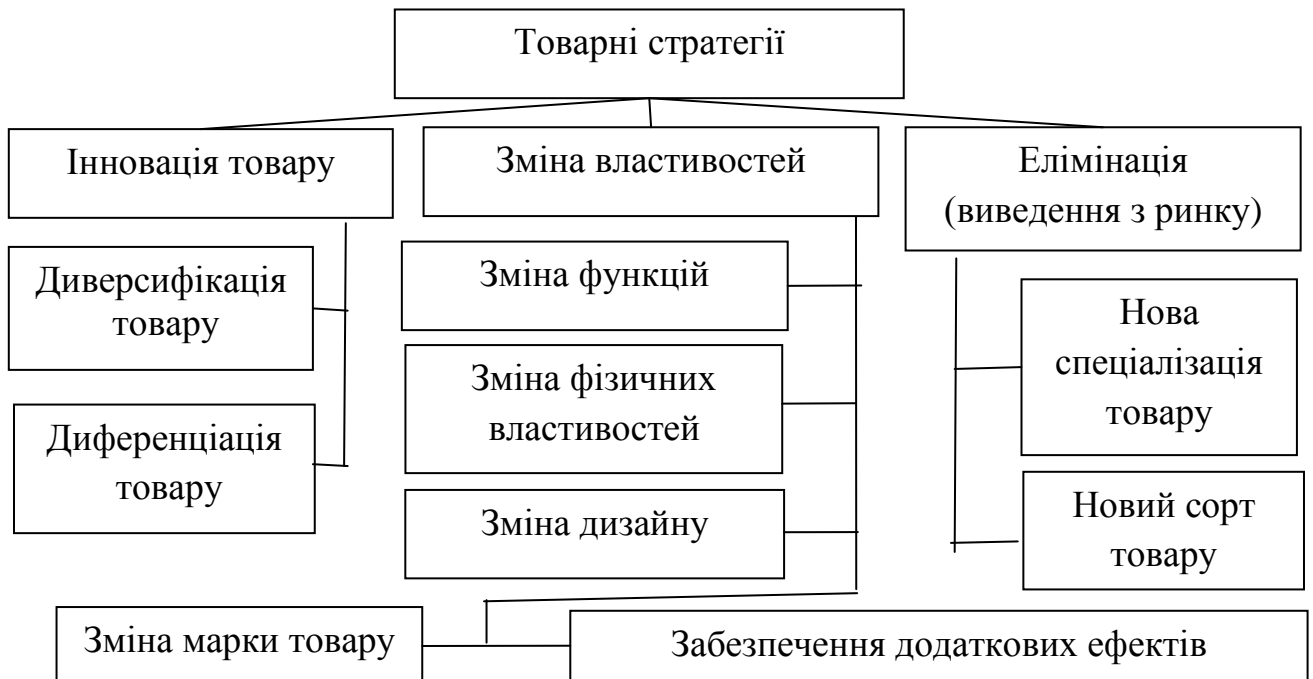 Товарні стратегії
Інновація товару
Зміна властивостей
Елімінація
(виведення з ринку)
Диверсифікація
товару
Диференціація
товару
Зміна функцій
Зміна фізичних
властивостей
Зміна дизайну
Нова
спеціалізація
товару
Новий сорт
товару
Зміна марки товару
Забезпечення додаткових ефектів